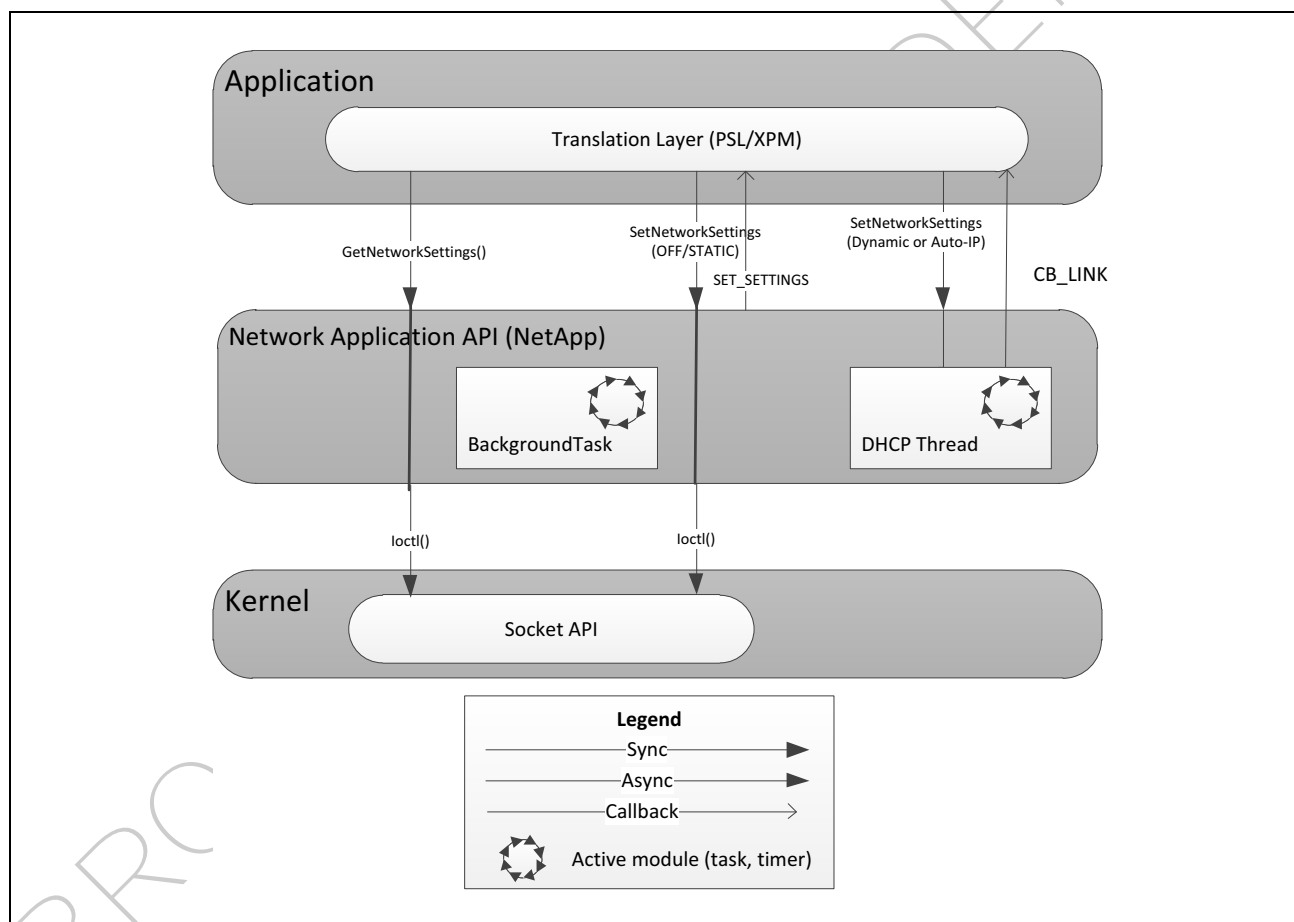 Application
Translation Layer (PSL/XPM)
GetNetworkSettings()
SetNetworkSettings
(OFF/STATIC)
SET_SETTINGS
SetNetworkSettings
(Dynamic or Auto-IP)
CB_LINK
Network Application API (NetApp)
BackgroundTask
DHCP Thread
Ioctl()
Ioctl()
Kernel
Socket API
Legend
Sync
Async
Callback
Active module (task, timer)